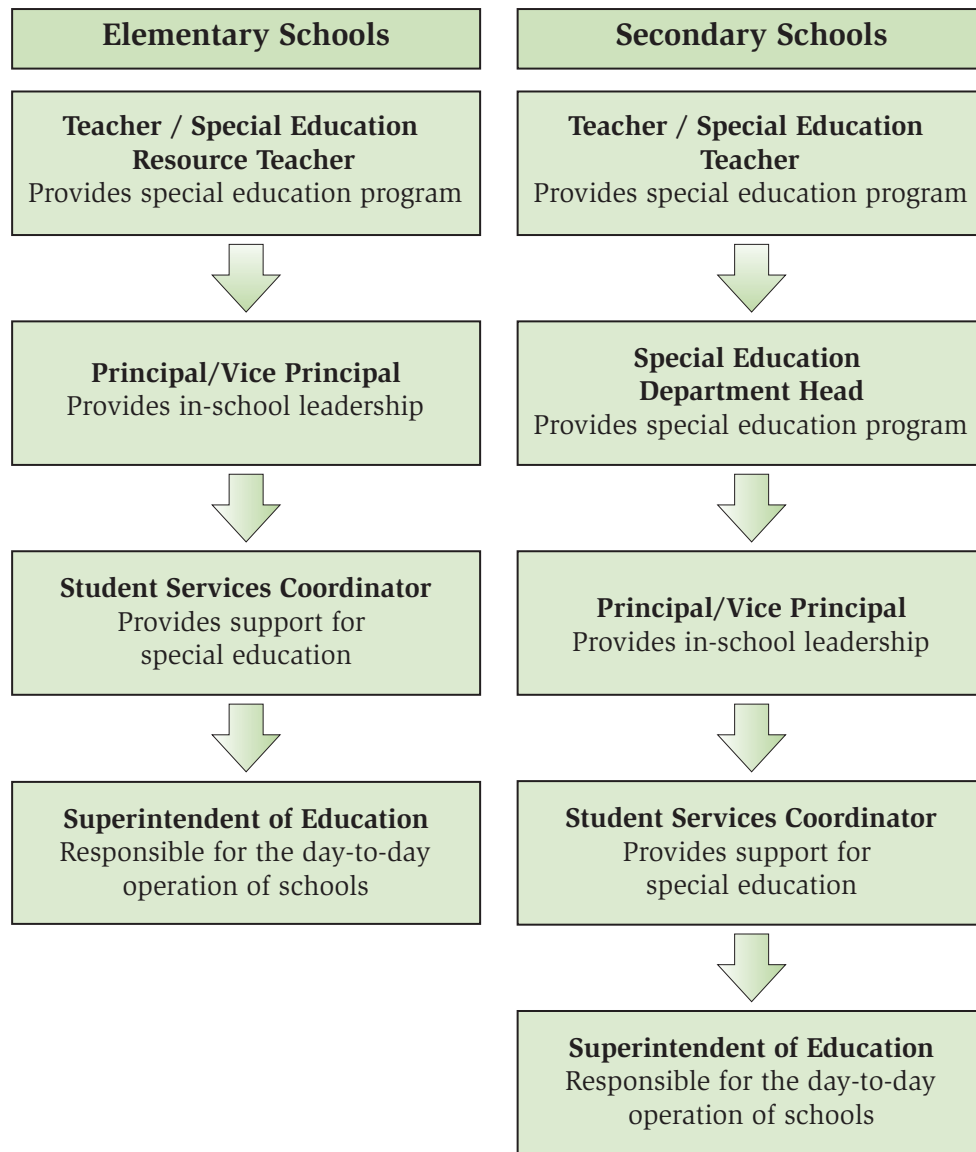 Elementary Schools
Teacher / Special Education
Resource Teacher
Provides special education program
Principal/Vice Principal
Provides in-school leadership
Student Services Coordinator
Provides support for
special education
Superintendent of Education
Responsible for the day-to-day
operation of schools
Secondary Schools
Teacher / Special Education
Teacher
Provides special education program
Special Education
Department Head
Provides special education program
Principal/Vice Principal
Provides in-school leadership
Student Services Coordinator
Provides support for
special education
Superintendent of Education
Responsible for the day-to-day
operation of schools